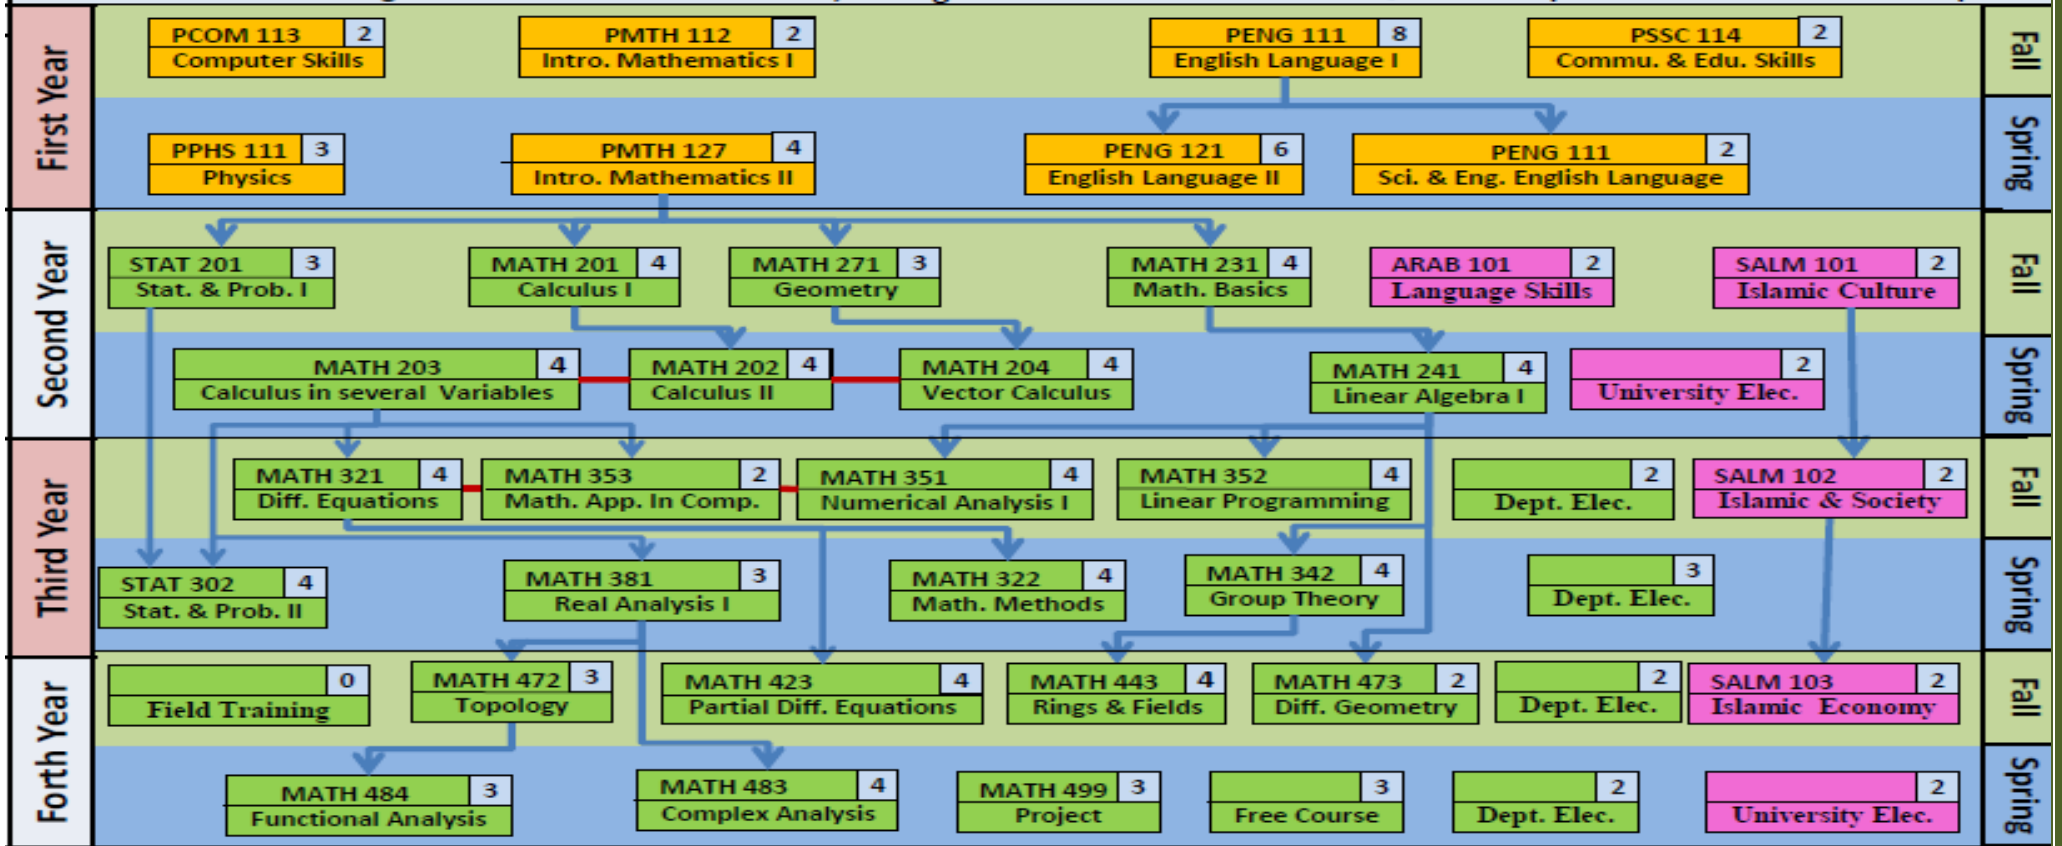 First Year
Fall
PCOM 113 2
Computer Skills
PMTH 112 2
Intro. Mathematics I
PENG 111 8
English Language I
PSSC 114 2
Commu. & Edu. Skills
Spring
PPHS 111 3
Physics
PMTH 127 4
Intro. Mathematics II
PENG 121 6
English Language II
PENG 111 2
Sci. & Eng. English Language
Second Year
Fall
STAT 201 3
Stat. & Prob. I
MATH 201 4
Calculus I
MATH 271 3
Geometry
MATH 231 4
Math. Basics
ARAB 101 2
Language Skills
SALM 101 2
Islamic Culture
Spring
MATH 203 4
Calculus in several Variables
MATH 202 4
Calculus II
MATH 204 4
Vector Calculus
MATH 241 4
Linear Algebra I
2
University Elec.
Third Year
Fall
MATH 321 4
Diff. Equations
MATH 353 2
Math. App. In Comp.
MATH 351 4
Numerical Analysis I
MATH 352 4
Linear Programming
2
Dept. Elec.
SALM 102 2
Islamic & Society
Spring
STAT 302 4
Stat. & Prob. II
MATH 381 3
Real Analysis I
MATH 322 4
Math. Methods
MATH 342 4
Group Theory
3
Dept. Elec.
Forth Year
Fall
0
Field Training
MATH 472 3
Topology
MATH 423 4
Partial Diff. Equations
MATH 443 4
Rings & Fields
MATH 473 2
Diff. Geometry
2
Dept. Elec.
SALM 103 2
Islamic Economy
Spring
MATH 484 3
Functional Analysis
MATH 483 4
Complex Analysis
MATH 499 3
Project
3
Free Course
2
Dept. Elec.
2
University Elec.